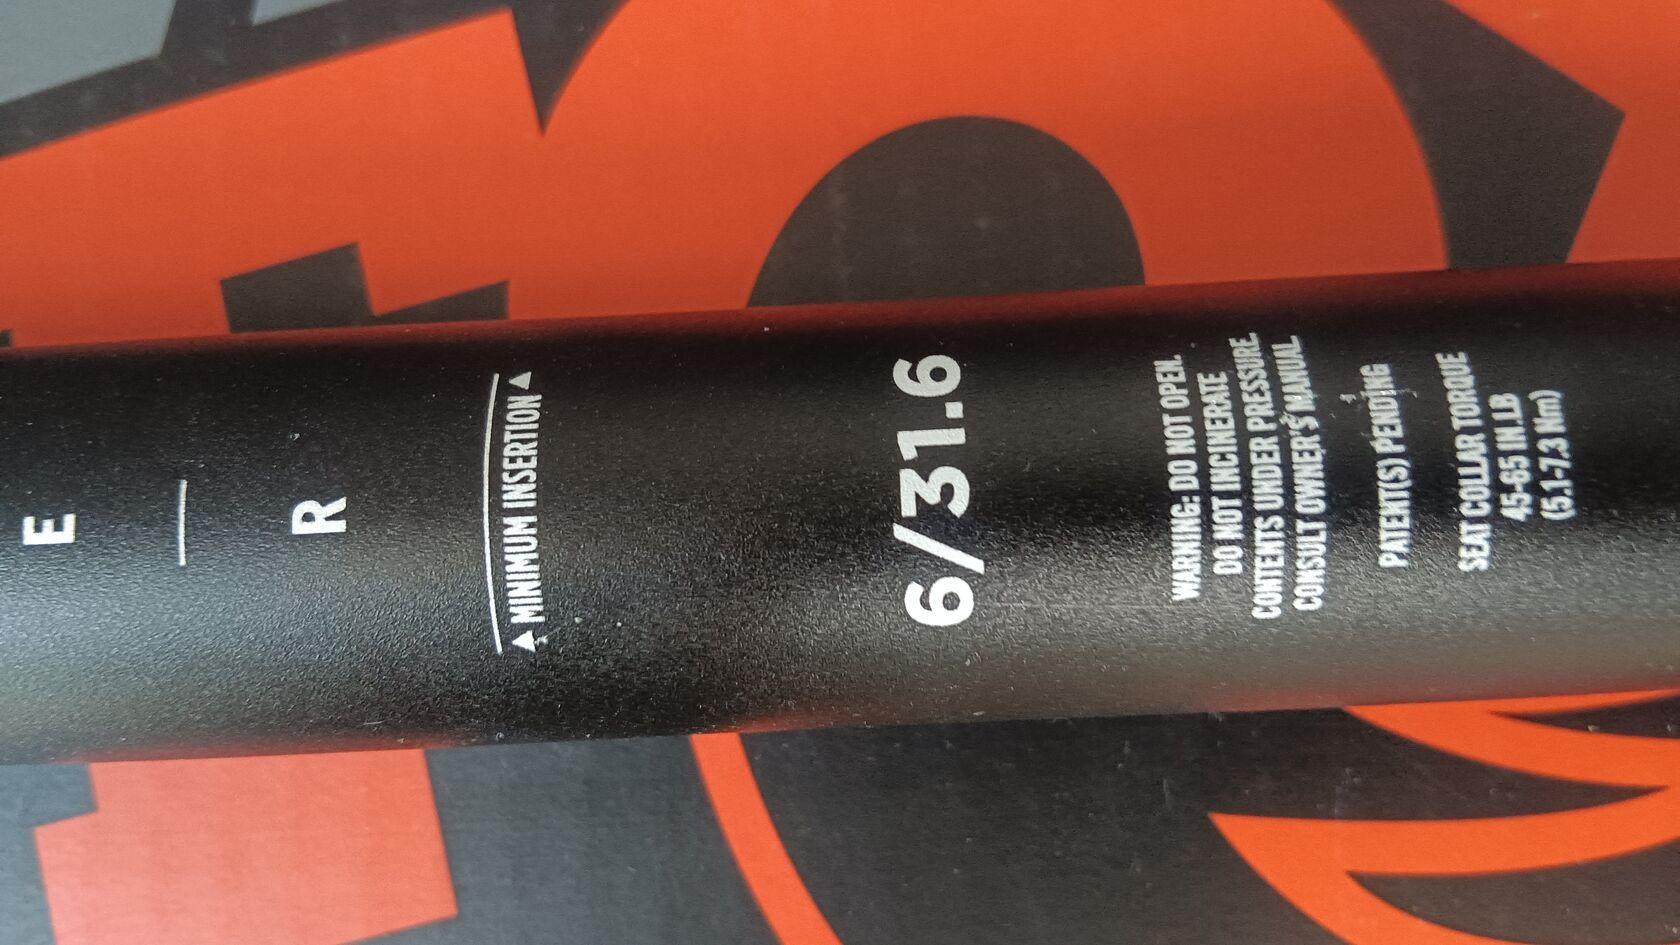 E
R
MINIMUM INSERTION
6/31.6
WARNING: DO NOT OPEN.
DO NOT INCINERATE
CONTENTS UNDER PRESSURE.
CONSULT OWNER'S MANUAL.
PATENT(S) PENDING
SEAT COLLAR TORQUE
45-65 IN.LB
(5.1-7.3 Nm)